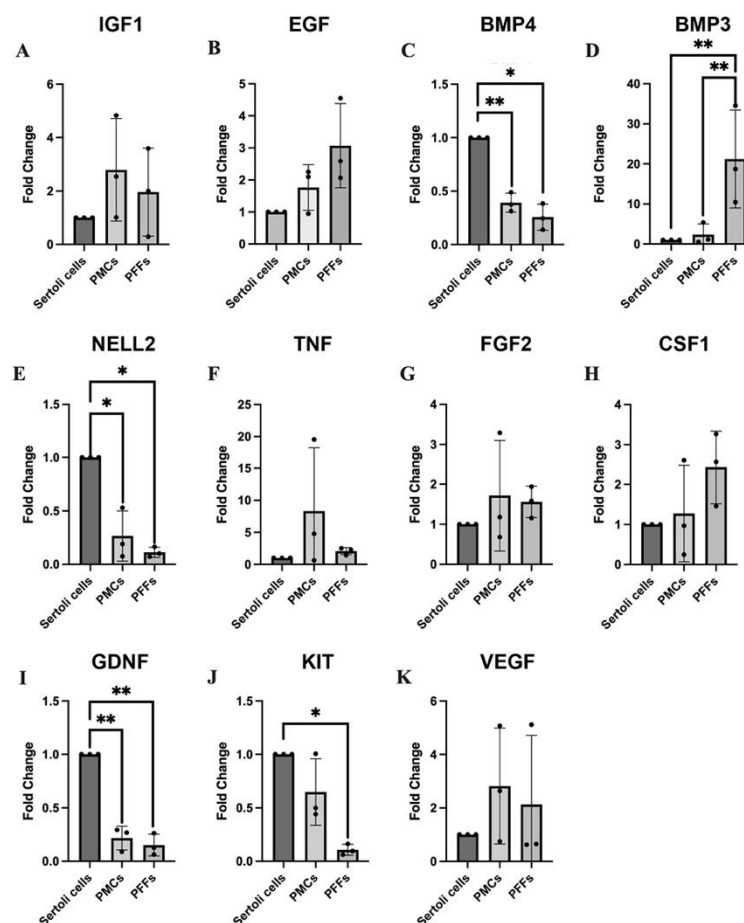 IGF1
A
Fold Change
6
4
2
0
Sertoli cells
PMCs
PFFs
EGF
B
Fold Change
5
4
3
2
1
0
Sertoli cells
PMCs
PFFs
BMP4
C
Fold Change
1.5
1.0
0.5
0.0
*
**
Sertoli cells
PMCs
PFFs
BMP3
D
Fold Change
40
30
20
10
0
**
**
Sertoli cells
PMCs
PFFs
NELL2
E
Fold Change
1.5
1.0
0.5
0.0
*
*
Sertoli cells
PMCs
PFFs
TNF
F
Fold Change
25
20
15
10
5
0
Sertoli cells
PMCs
PFFs
FGF2
G
Fold Change
4
3
2
1
0
Sertoli cells
PMCs
PFFs
CSF1
H
Fold Change
4
3
2
1
0
Sertoli cells
PMCs
PFFs
GDNF
I
Fold Change
1.5
1.0
0.5
0.0
**
**
Sertoli cells
PMCs
PFFs
KIT
J
Fold Change
1.5
1.0
0.5
0.0
*
Sertoli cells
PMCs
PFFs
VEGF
K
Fold Change
6
4
2
0
Sertoli cells
PMCs
PFFs